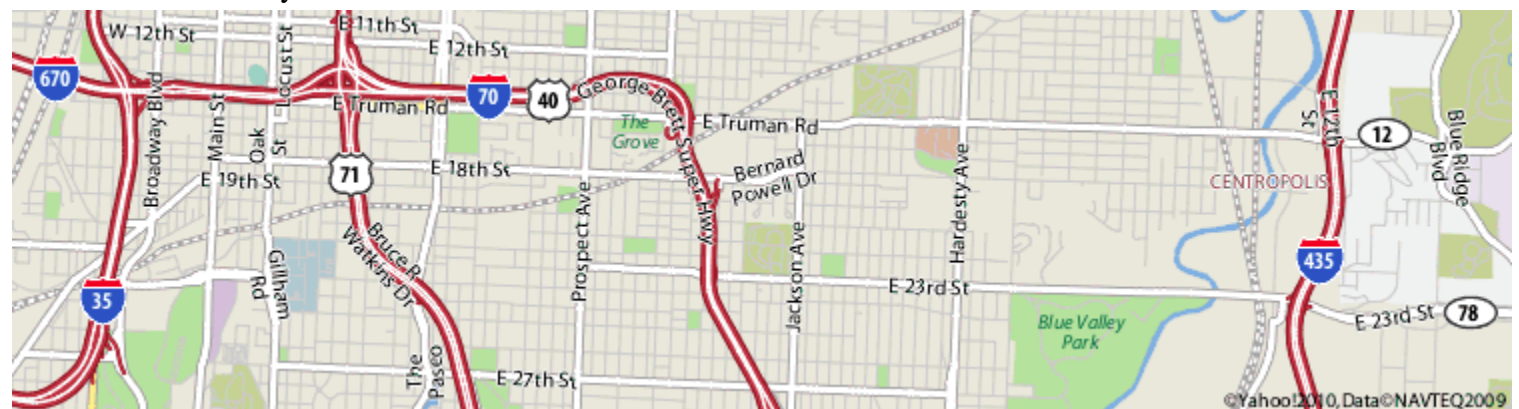 W 12th St
E 11th St
E 12th St
670
Broadway Blvd
Main St
Locust St
Oak
St
E Truman Rd
70
40
George Brett Super Hwy
The
Grove
E Truman Rd
E 12th
St
12
Blue Ridge
Blvd
E 19th St
71
E 18th St
Bernard
Powell Dr
Prospect Ave
Jackson Ave
Hardesty Ave
CENTROPOLIS
435
35
Gillham
Rd
Bruce R
Watkins Dr
E 23rd St
Blue Valley
Park
E 23rd St
78
The
Paseo
E 27th St
©Yahoo!2010,Data©NAVTEQ2009